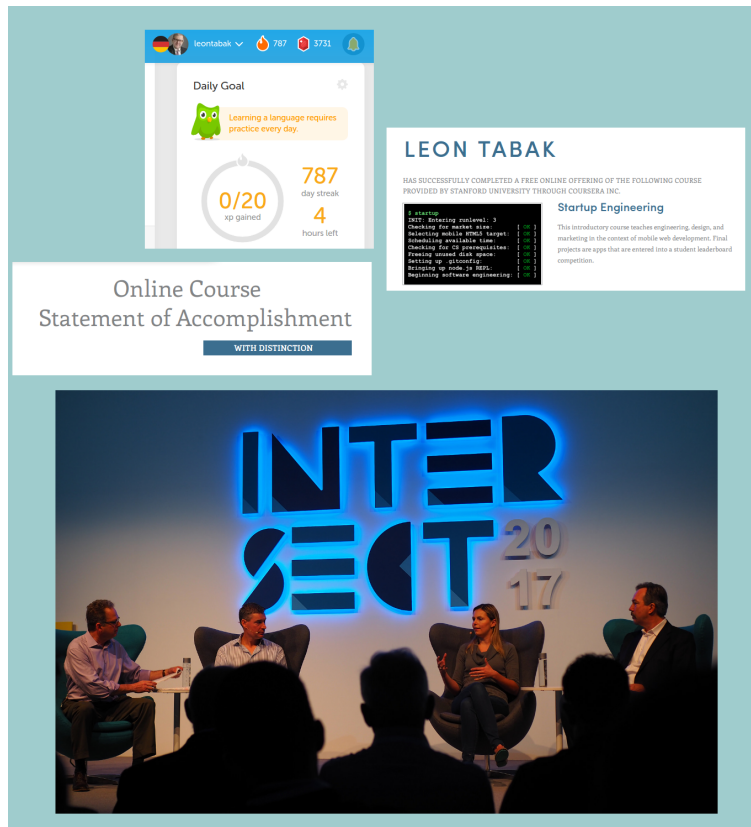 leontabak 787 3731
Daily Goal
Learning a language requires
practice every day.
0/20
xp gained
787
day streak
4
hours left
LEON TABAK
HAS SUCCESSFULLY COMPLETED A FREE ONLINE OFFERING OF THE FOLLOWING COURSE
PROVIDED BY STANFORD UNIVERSITY THROUGH COURSERA INC.
$ startup
INIT: Entering runlevel: 3
Checking for market size: [ OK ]
Selecting mobile HTML5 target: [ OK ]
Scheduling available time: [ OK ]
Checking for CS prerequisites: [ OK ]
Freeing unused disk space: [ OK ]
Setting up .gitconfig: [ OK ]
Bringing up node.js REPL: [ OK ]
Beginning software engineering: [ OK ]
Startup Engineering
This introductory course teaches engineering, design, and
marketing in the context of mobile web development. Final
projects are apps that are entered into a student leaderboard
competition.
Online Course
Statement of Accomplishment
WITH DISTINCTION
INTER
SECT
20
17